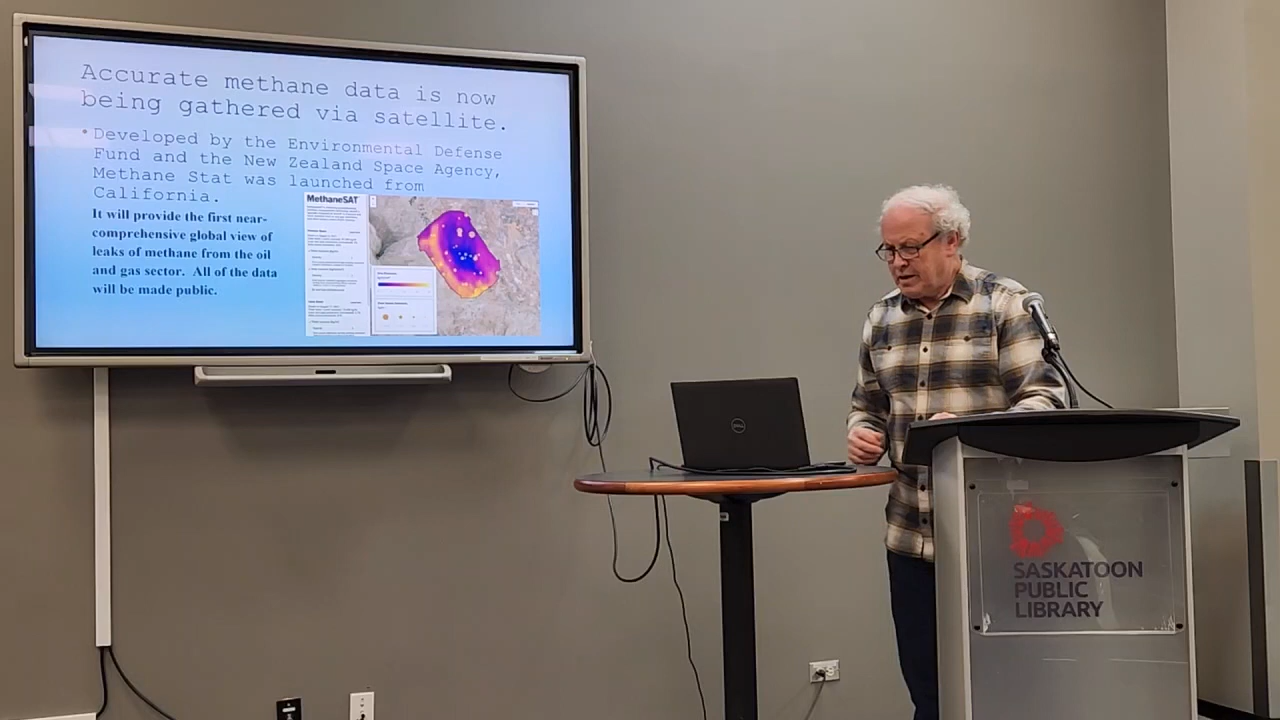 Accurate methane data is now
being gathered via satellite.
•Developed by the Environmental Defense
Fund and the New Zealand Space Agency,
Methane Stat was launched from
California.
It will provide the first near-
comprehensive global view of
leaks of methane from the oil
and gas sector. All of the data
will be made public.
MethaneSAT
DELL
SASKATOON
PUBLIC
LIBRARY